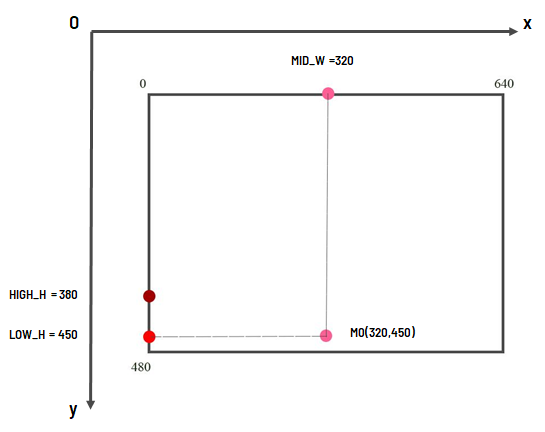 O
x
MID_W =320
0
640
HIGH_H = 380
LOW_H = 450
M0(320,450)
480
y